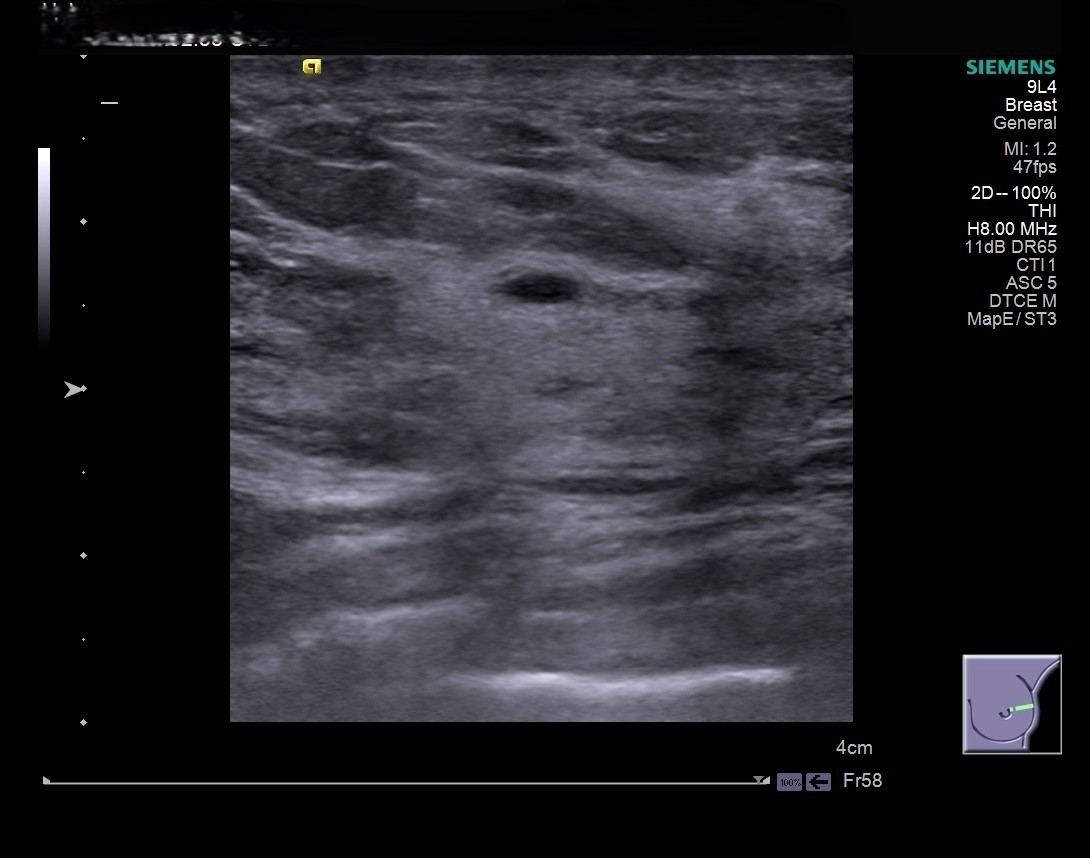 SIEMENS
9L4
Breast
General
MI: 1.2
47fps
2D--100%
THI
H8.00 MHz
11dB DR65
CTI 1
ASC 5
DTCE M
MapE / ST3
4cm
100%
Fr58